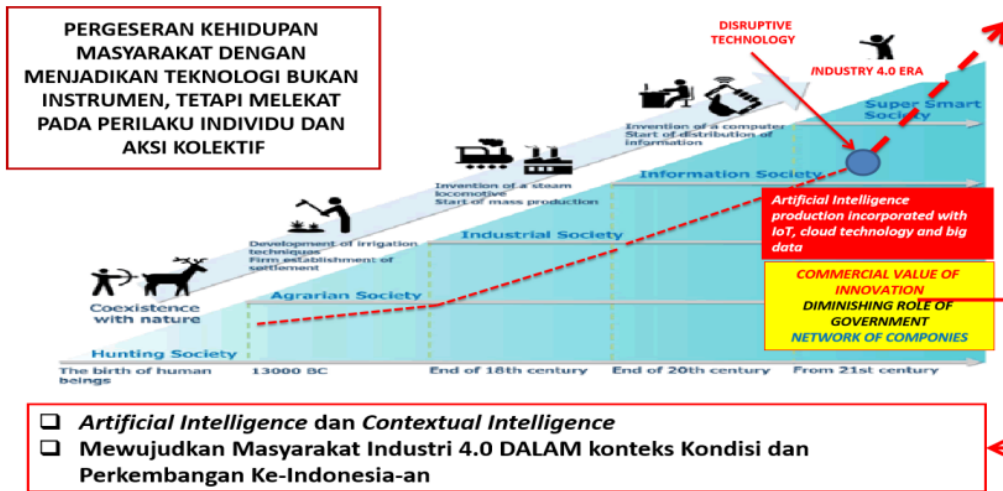 PERGESERAN KEHIDUPAN
MASYARAKAT DENGAN
MENJADIKAN TEKNOLOGI BUKAN
INSTRUMEN, TETAPI MELEKAT
PADA PERILAKU INDIVIDU DAN
AKSI KOLEKTIF
DISRUPTIVE
TECHNOLOGY
INDUSTRY 4.0 ERA
Super Smart
Society
Invention of a computer
Start of distribution of
information
Information Society
Invention of a steam
locomotive
Start of mass production
Industrial Society
Development of irrigation
techniques
Firm establishment of
settlement
Agrarian Society
Coexistence
with nature
Hunting Society
Artificial Intelligence
production incorporated with
IoT, cloud technology and big
data
COMMERCIAL VALUE OF
INNOVATION
DIMINISHING ROLE OF
GOVERNMENT
NETWORK OF COMPONIES
The birth of human
beings
13000 BC
End of 18th century
End of 20th century
From 21st century
Artificial Intelligence dan Contextual Intelligence
Mewujudkan Masyarakat Industri 4.0 DALAM konteks Kondisi dan
Perkembangan Ke-Indonesia-an